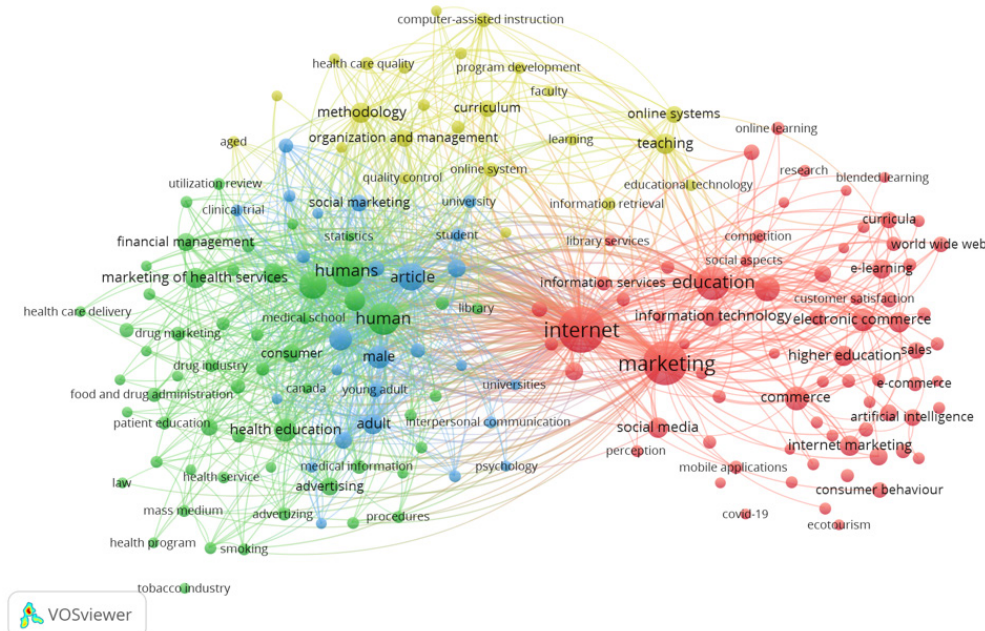 computer-assisted instruction
health care quality
program development
faculty
methodology
curriculum
online systems
online learning
aged
organization and management
learning
teaching
research
utilization review
quality control
online system
educational technology
blended learning
clinical trial
social marketing
university
information retrieval
curricula
financial management
statistics
student
library services
competition
world wide web
marketing of health services
humans
article
information services
social aspects
e-learning
education
health care delivery
medical school
human
library
information technology
customer satisfaction
electronic commerce
drug marketing
internet
consumer
male
marketing
higher education
sales
drug industry
food and drug administration
canada
young adult
universities
commerce
e-commerce
patient education
health education
adult
interpersonal communication
social media
artificial intelligence
internet marketing
perception
law
health service
medical information
psychology
mobile applications
consumer behaviour
advertising
mass medium
advertizing
procedures
covid-19
ecotourism
health program
smoking
tobacco industry
VOSviewer